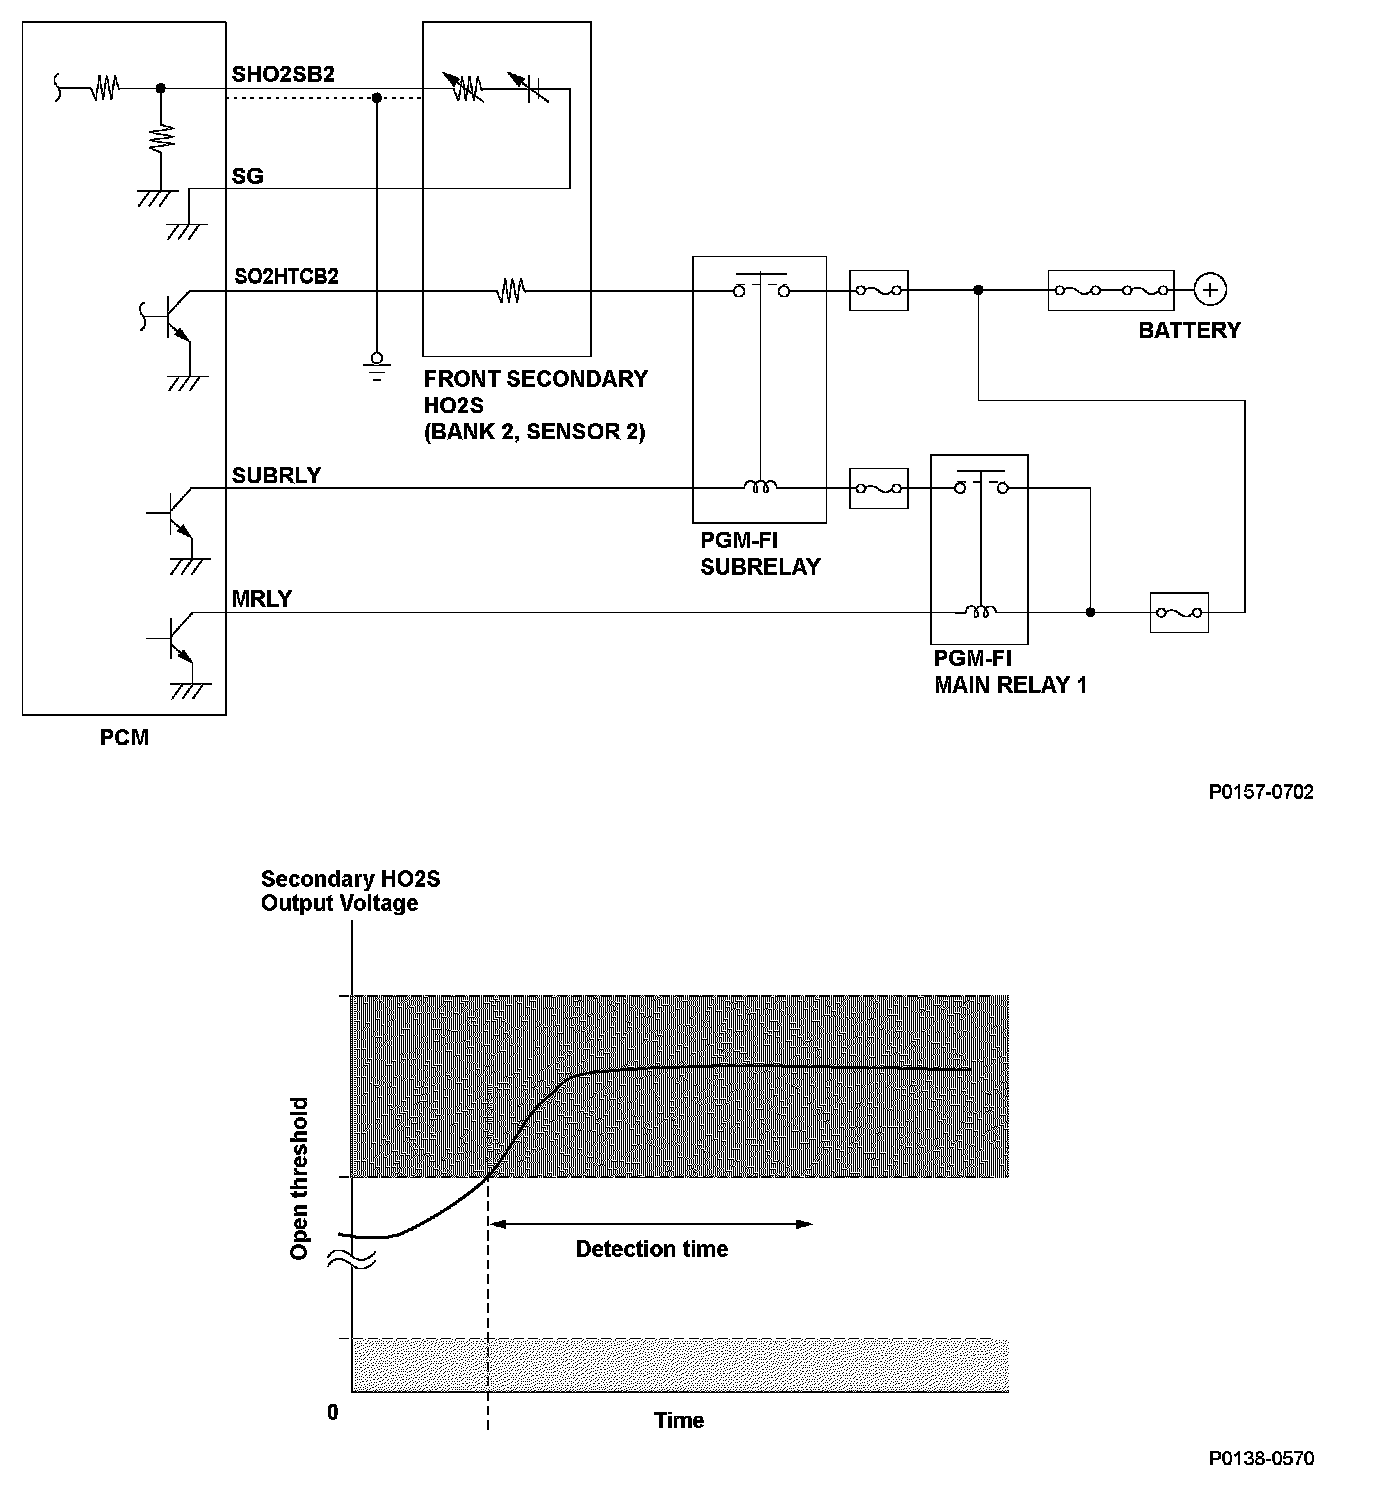 SHO2SB2
SG
SO2HTCB2
BATTERY
FRONT SECONDARY
HO2S
(BANK 2, SENSOR 2)
SUBRLY
PGM-FI
SUBRELAY
MRLY
PGM-FI
MAIN RELAY 1
PCM
P0157-0702
Secondary HO2S
Output Voltage
Open threshold
Detection time
0
Time
P0138-0570